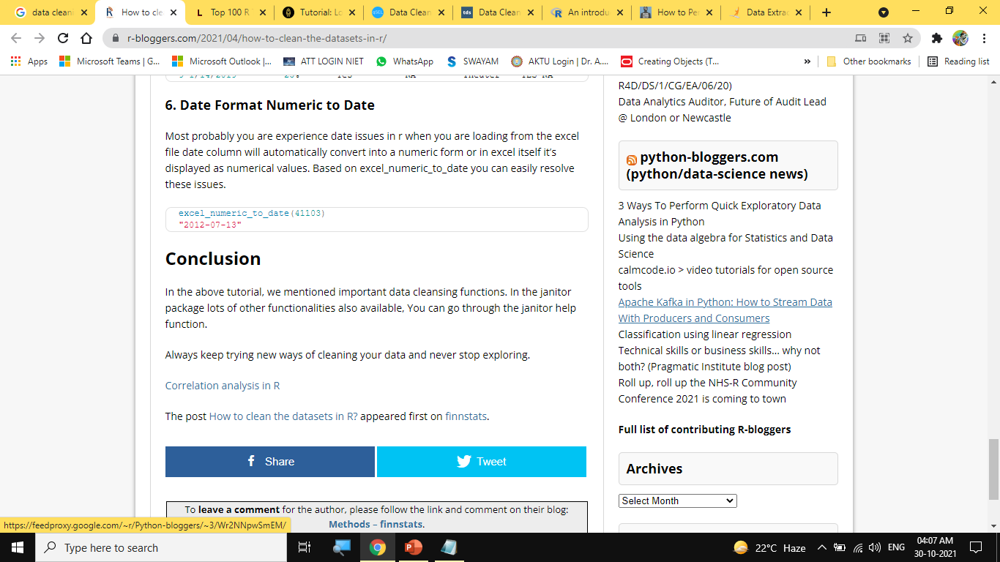 data cleani
How to cle
Top 100 R
Tutorial: Lo
Data Clean
Data Clean
An introdu
How to Per
Data Extrac
r-bloggers.com/2021/04/how-to-clean-the-datasets-in-r/
Apps
Microsoft Teams | G...
Microsoft Outlook |...
ATT LOGIN NIET
WhatsApp
SWAYAM
AKTU Login | Dr. A....
Creating Objects (T...
»
Other bookmarks
Reading list
6. Date Format Numeric to Date
Most probably you are experience date issues in r when you are loading from the excel
file date column will automatically convert into a numeric form or in excel itself it's
displayed as numerical values. Based on excel_numeric_to_date you can easily resolve
these issues.
excel_numeric_to_date(41103)
"2012-07-13"
Conclusion
In the above tutorial, we mentioned important data cleansing functions. In the janitor
package lots of other functionalities also available, You can go through the janitor help
function.
Always keep trying new ways of cleaning your data and never stop exploring.
Correlation analysis in R
The post How to clean the datasets in R? appeared first on finnstats.
Share
Tweet
To leave a comment for the author, please follow the link and comment on their blog:
Methods – finnstats.
R4D/DS/1/CG/EA/06/20)
Data Analytics Auditor, Future of Audit Lead
@ London or Newcastle
python-bloggers.com
(python/data-science news)
3 Ways To Perform Quick Exploratory Data
Analysis in Python
Using the data algebra for Statistics and Data
Science
calmcode.io > video tutorials for open source
tools
Apache Kafka in Python: How to Stream Data
With Producers and Consumers
Classification using linear regression
Technical skills or business skills... why not
both? (Pragmatic Institute blog post)
Roll up, roll up the NHS-R Community
Conference 2021 is coming to town
Full list of contributing R-bloggers
Archives
Select Month
https://feedproxy.google.com/~r/Python-bloggers/~3/Wr2NNpwSmEM/
Type here to search
22°C Haze
ENG
04:07 AM
30-10-2021